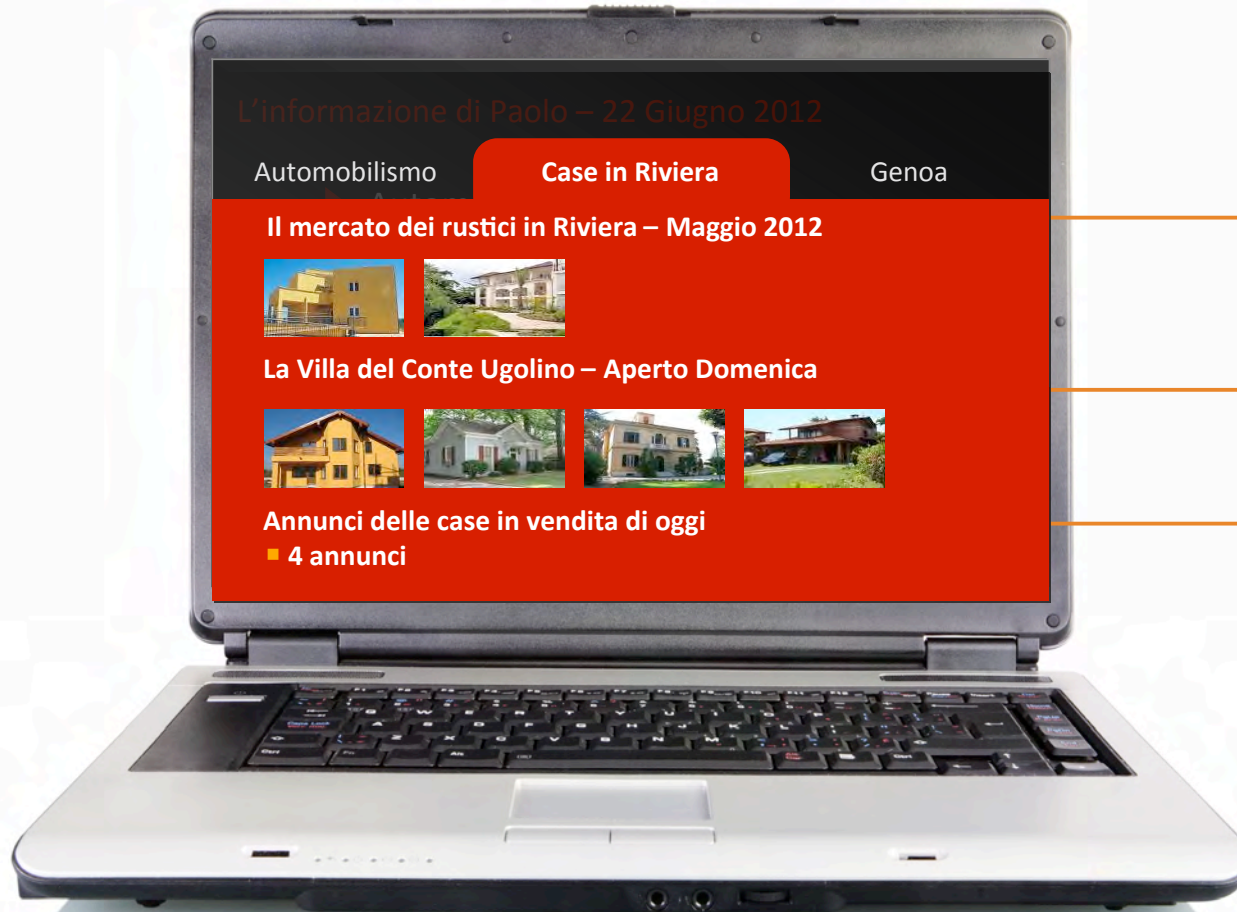 L'informazione di Paolo – 22 Giugno 2012
Automobilismo
Case in Riviera
Genoa
Autom
Il mercato dei rustici in Riviera – Maggio 2012
La Villa del Conte Ugolino – Aperto Domenica
Annunci delle case in vendita di oggi
4 annunci